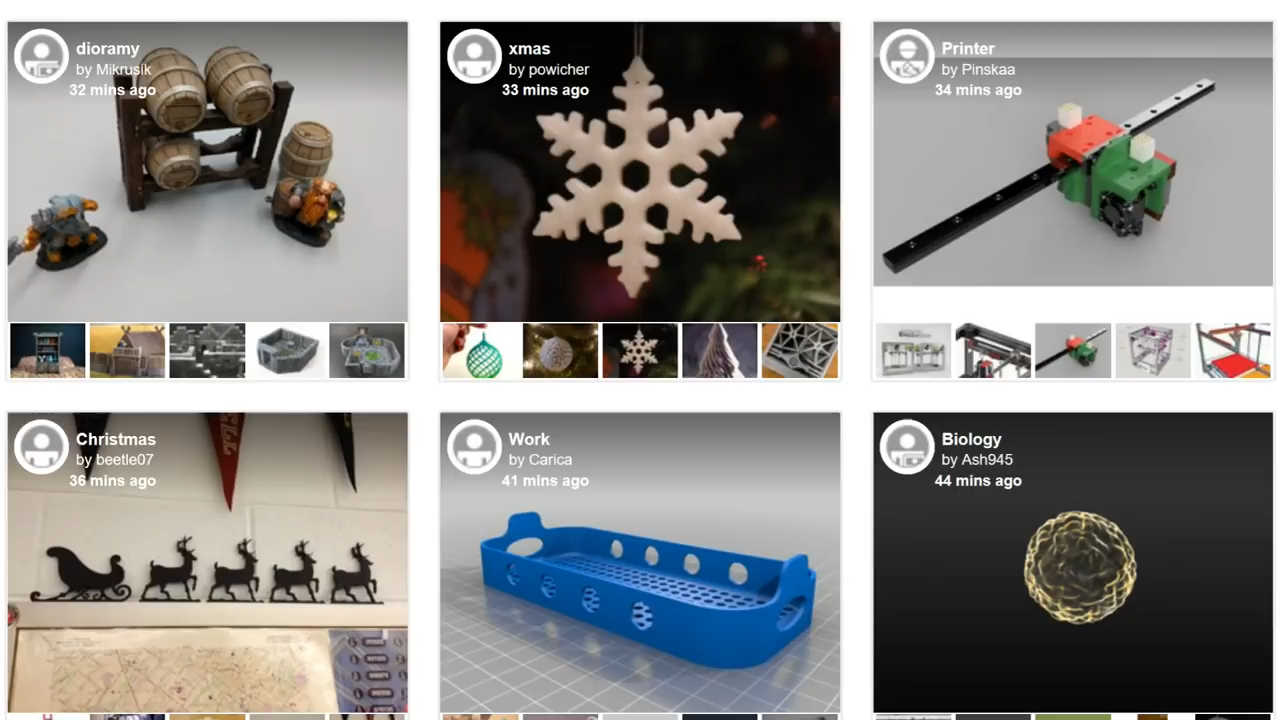 dioramy
by Mikrusik
32 mins ago
xmas
by powicher
33 mins ago
Printer
by Pinskaa
34 mins ago
Christmas
by beetle07
36 mins ago
Work
by Carica
41 mins ago
Biology
by Ash945
44 mins ago